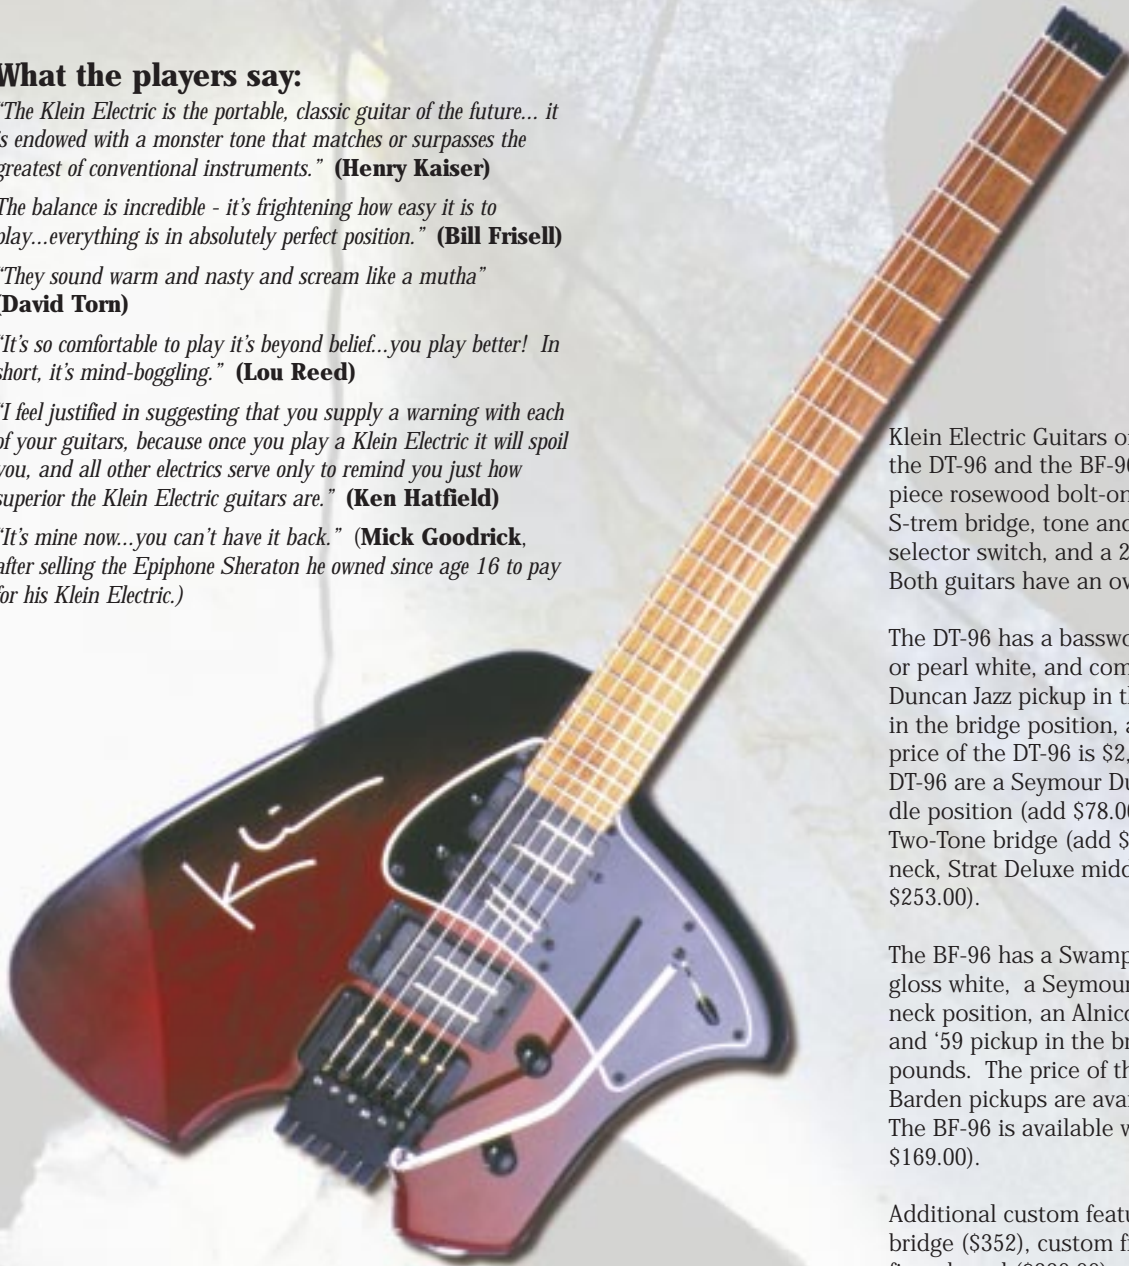 What the players say:
“The Klein Electric is the portable, classic guitar of the future... it
is endowed with a monster tone that matches or surpasses the
greatest of conventional instruments.” (Henry Kaiser)
The balance is incredible - it’s frightening how easy it is to
play...everything is in absolutely perfect position.” (Bill Frisell)
“They sound warm and nasty and scream like a mutha”
(David Torn)
“It’s so comfortable to play it’s beyond belief...you play better! In
short, it’s mind-boggling.” (Lou Reed)
“I feel justified in suggesting that you supply a warning with each
of your guitars, because once you play a Klein Electric it will spoil
you, and all other electrics serve only to remind you just how
superior the Klein Electric guitars are.” (Ken Hatfield)
“It’s mine now...you can’t have it back.” (Mick Goodrick,
after selling the Epiphone Sheraton he owned since age 16 to pay
for his Klein Electric.)
Klein Electric Guitars
the DT-96 and the BF-96
piece rosewood bolt-on
S-trem bridge, tone and
selector switch, and a 2
Both guitars have an
The DT-96 has a
or pearl white, and
Duncan Jazz pickup in
in the bridge position,
price of the DT-96 is $2,
DT-96 are a Seymour
dle position (add $78.00
Two-Tone bridge (add $
neck, Strat Deluxe
$253.00).
The BF-96 has a Swamp
gloss white, a Seymour
neck position, an Alnico
and ‘59 pickup in the
pounds. The price of
Barden pickups are
The BF-96 is available
$169.00).
Additional custom
bridge ($352), custom